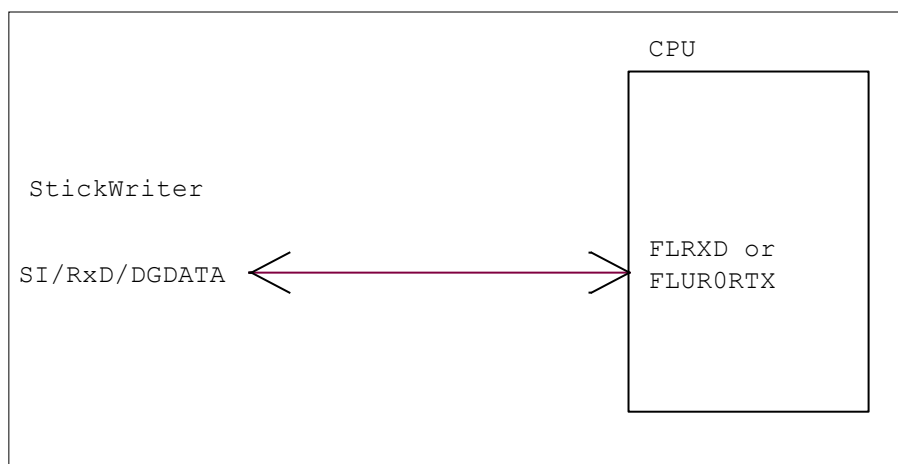 CPU
StickWriter
SI/RxD/DGDATA
FLRXD or
FLUR0RTX